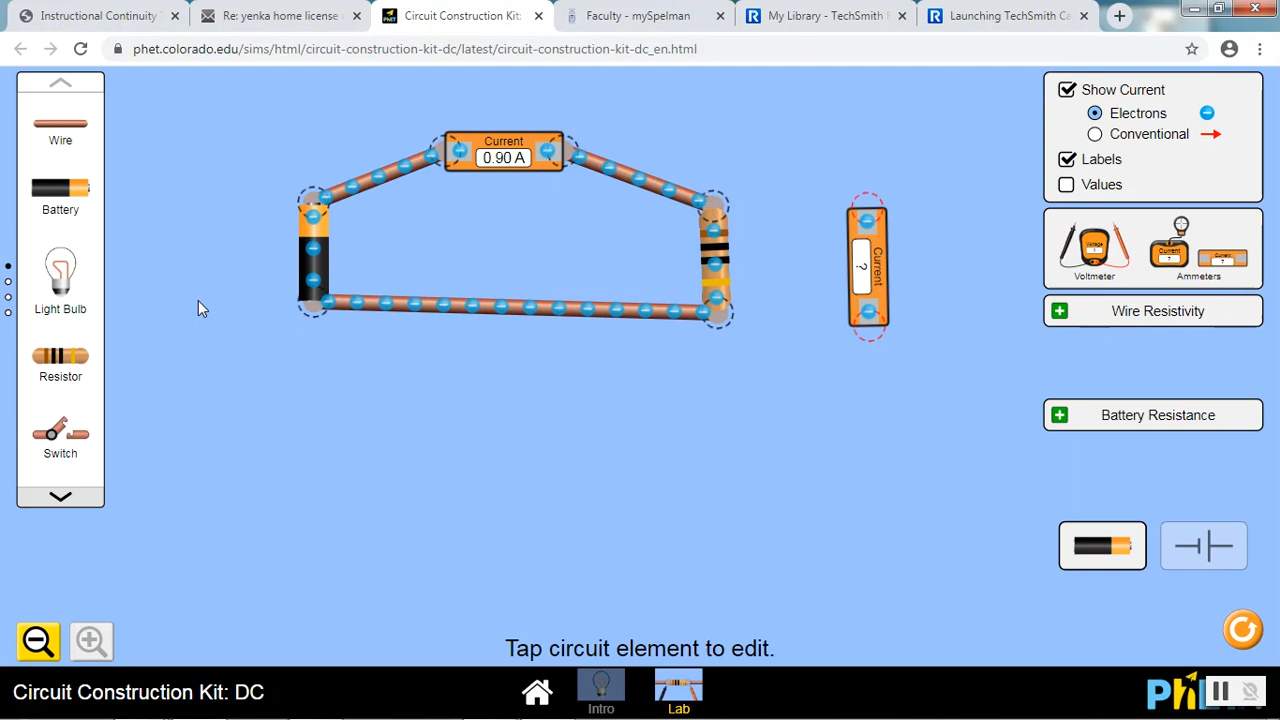 Instructional Continuity
Re: yenka home license
Circuit Construction Kit:
Faculty - mySpelman
My Library - TechSmith
Launching TechSmith Ca
phet.colorado.edu/sims/html/circuit-construction-kit-dc/latest/circuit-construction-kit-dc_en.html
Wire
Battery
Light Bulb
Resistor
Switch
Current
0.90 A
Current
?
Show Current
Electrons
Conventional
Labels
Values
Voltmeter
Ammeters
Wire Resistivity
Battery Resistance
Tap circuit element to edit.
Circuit Construction Kit: DC
Intro
Lab
PhET